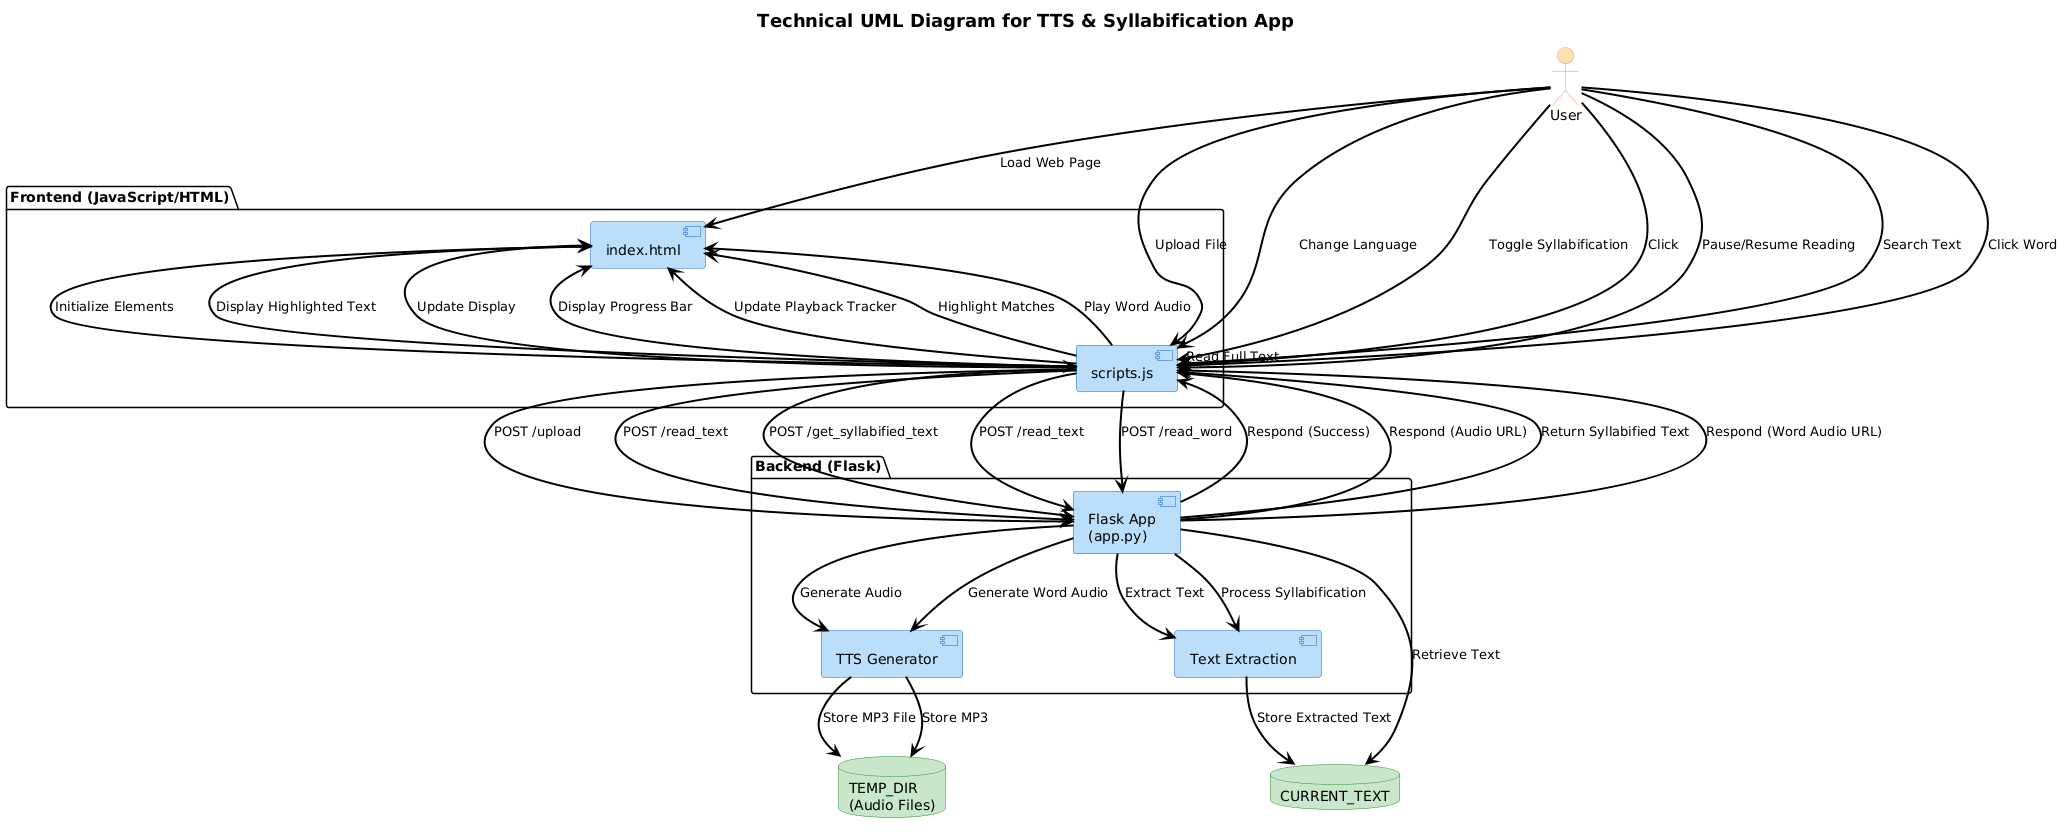 Technical UML Diagram for TTS & Syllabification App
User
Load Web Page
Frontend (JavaScript/HTML)
index.html
Upload File
Change Language
Toggle Syllabification
Click
Pause/Resume Reading
Search Text
Click Word
Initialize Elements
Display Highlighted Text
Update Display
Display Progress Bar
Update Playback Tracker
Highlight Matches
Play Word Audio
Read Full Text
scripts.js
POST /upload
POST /read_text
POST /get_syllabified_text
POST /read_text
POST /read_word
Respond (Success)
Respond (Audio URL)
Return Syllabified Text
Respond (Word Audio URL)
Backend (Flask)
Flask App
(app.py)
Generate Audio
Generate Word Audio
Extract Text
Process Syllabification
TTS Generator
Text Extraction
Retrieve Text
Store MP3 File
Store MP3
Store Extracted Text
TEMP_DIR
(Audio Files)
CURRENT_TEXT